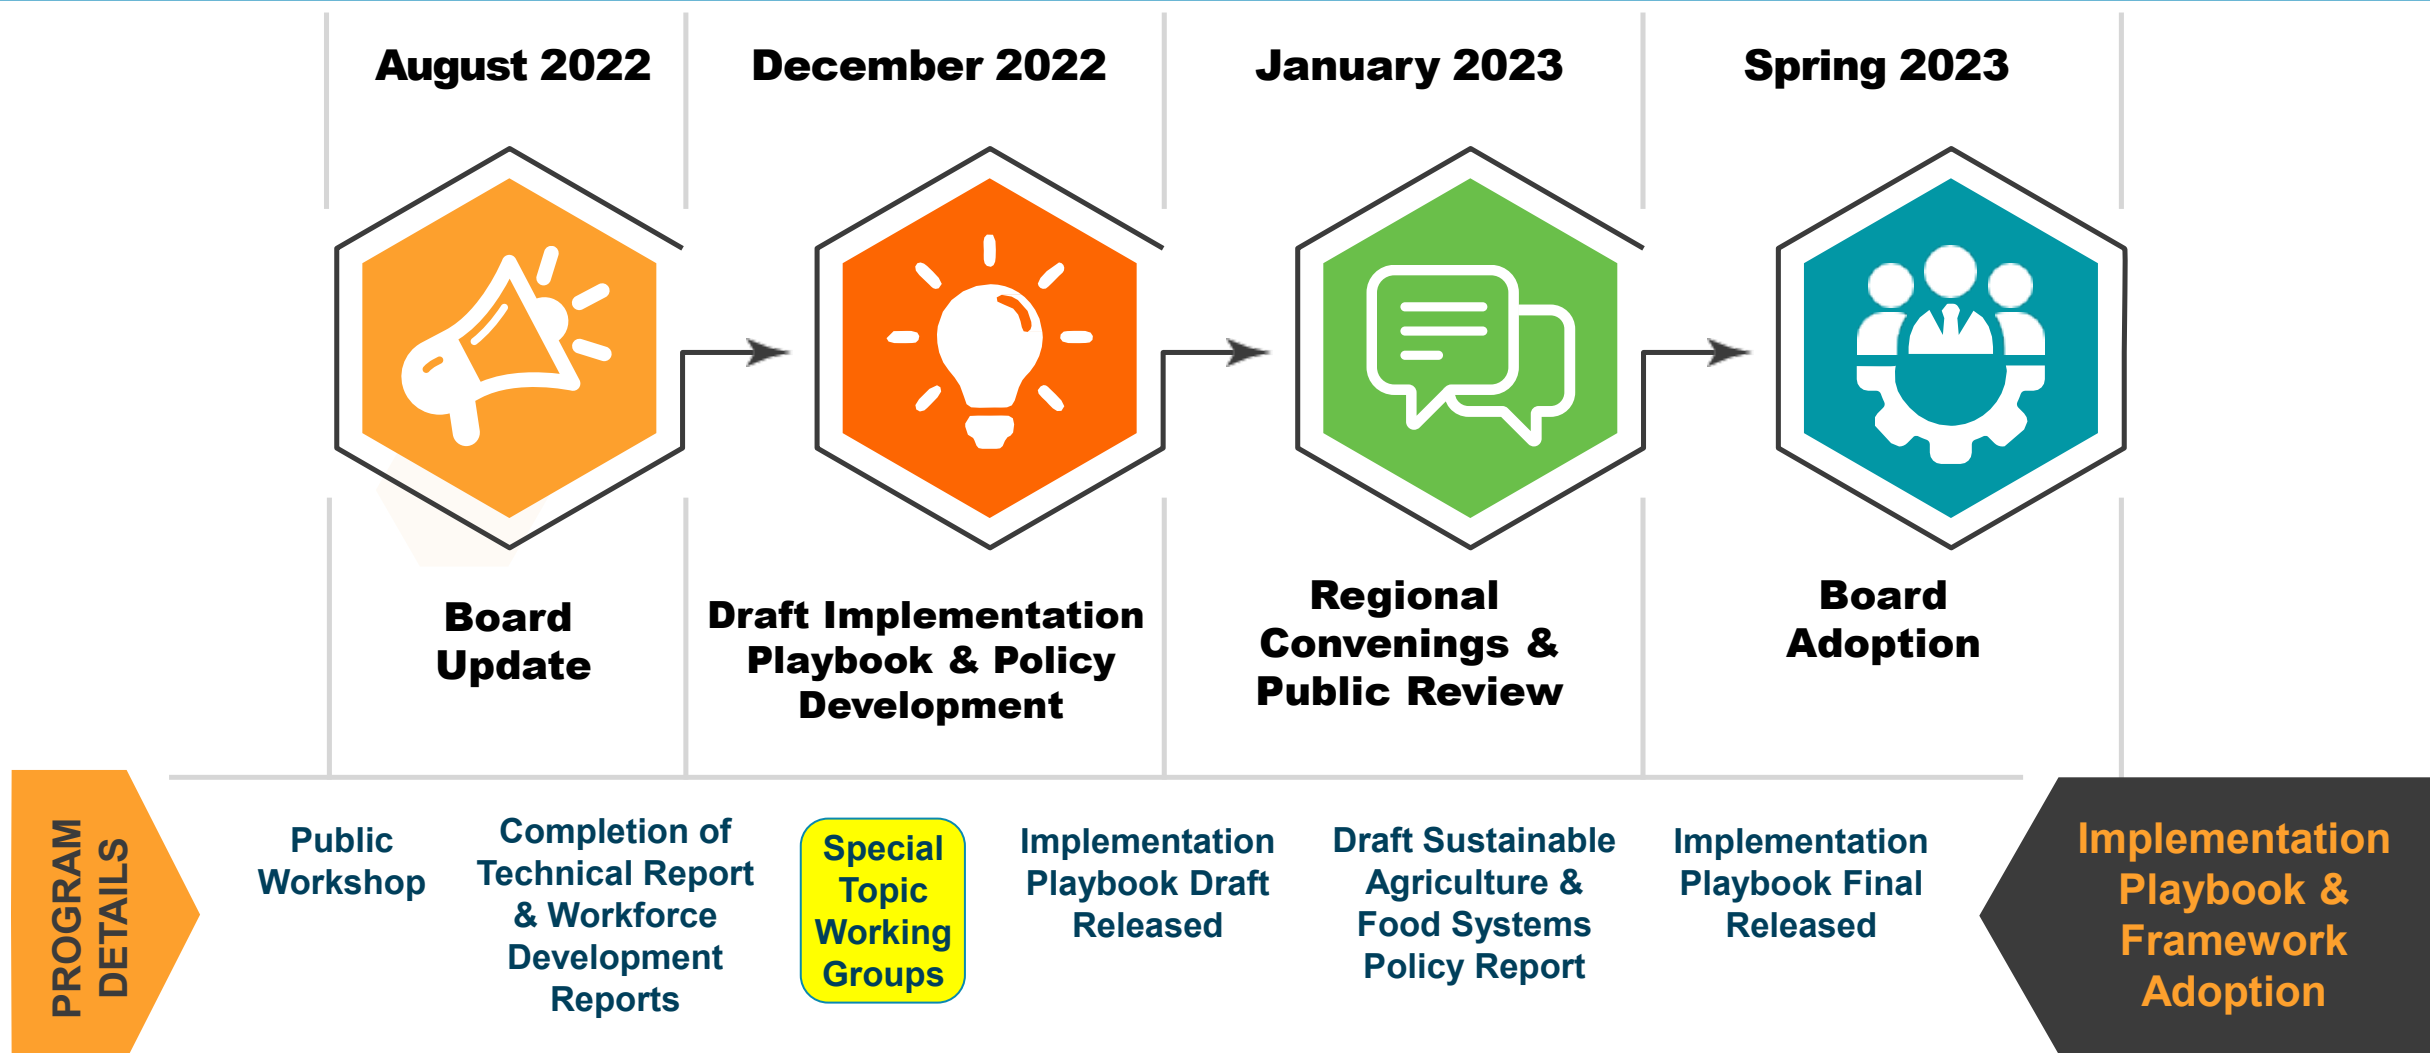 August 2022
December 2022
January 2023
Spring 2023
Board
Update
Draft Implementation
Playbook & Policy
Development
Regional
Convenings &
Public Review
Board
Adoption
PROGRAM
DETAILS
Public
Workshop
Completion of
Technical Report
& Workforce
Development
Reports
Special
Topic
Working
Groups
Implementation
Playbook Draft
Released
Draft Sustainable
Agriculture &
Food Systems
Policy Report
Implementation
Playbook Final
Released
Implementation
Playbook &
Framework
Adoption